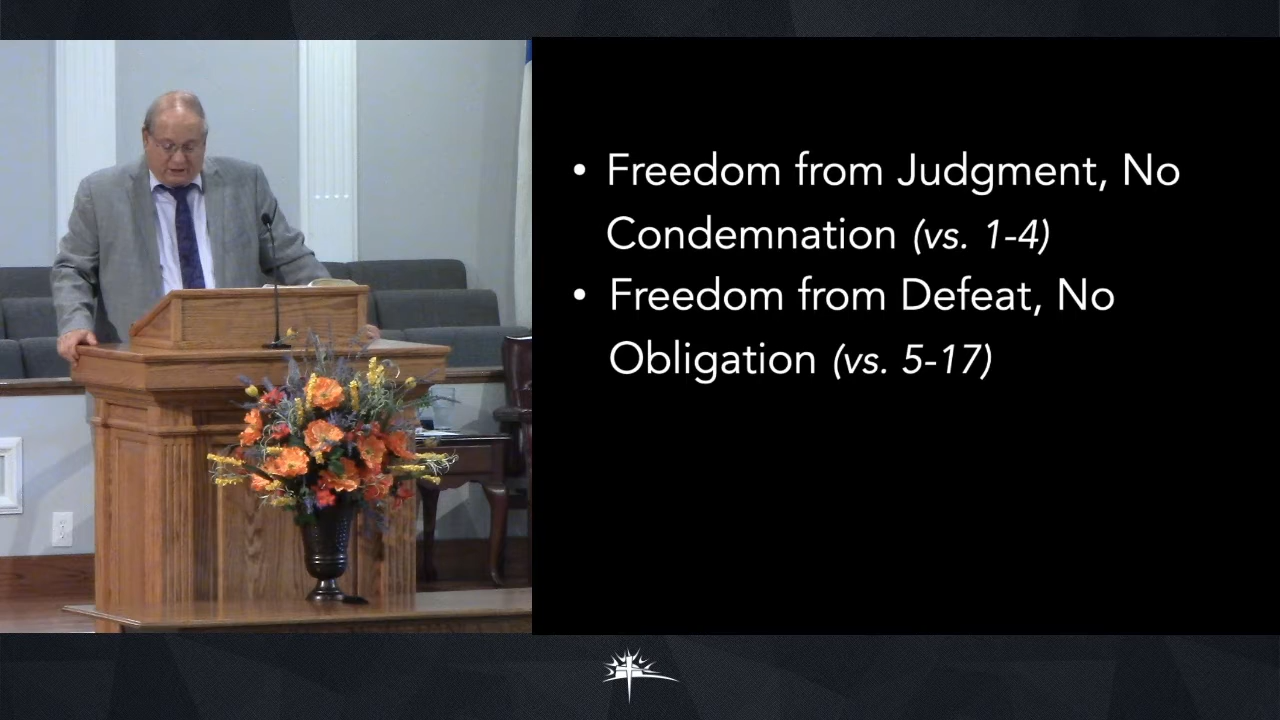 • Freedom from Judgment, No
Condemnation (vs. 1-4)
• Freedom from Defeat, No
Obligation (vs. 5-17)